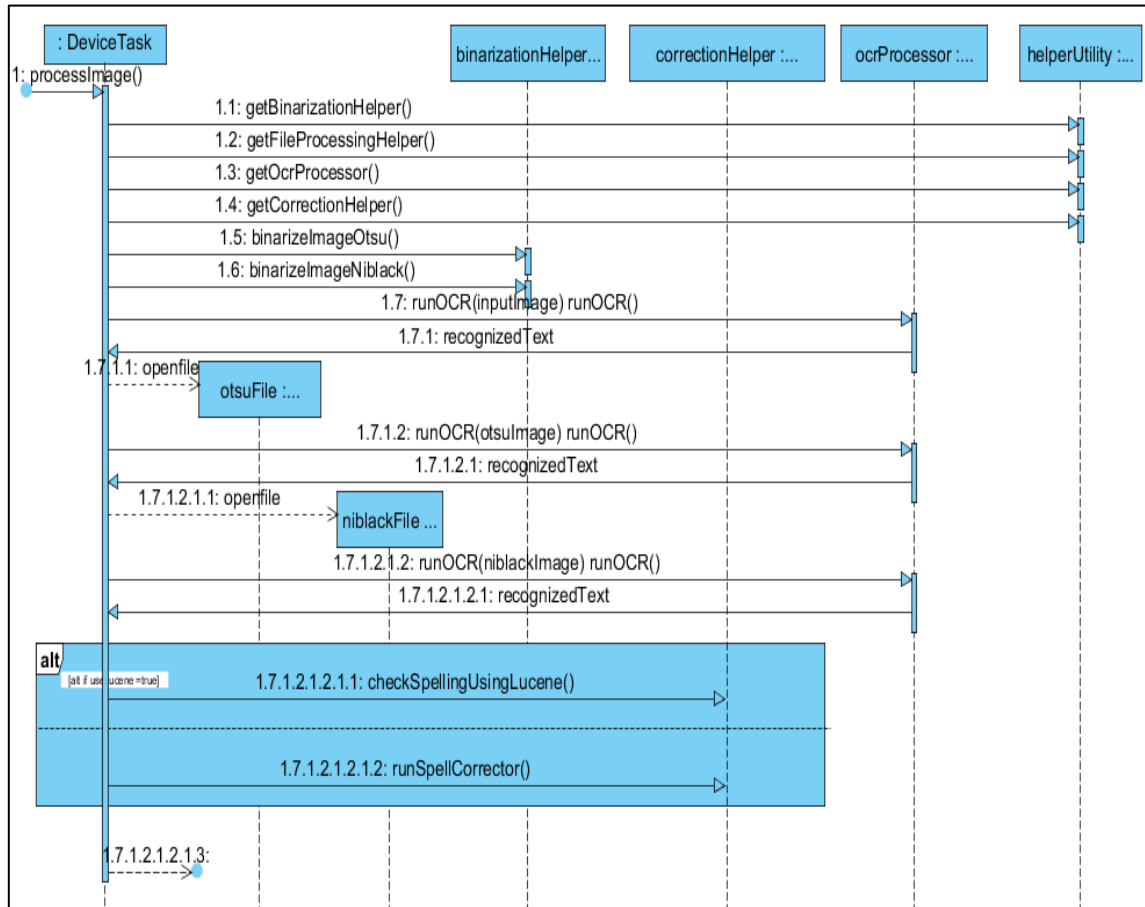 : DeviceTask
binarizationHelper...
correctionHelper :...
ocrProcessor :...
helperUtility :...
1: processImage()
1.1: getBinarizationHelper()
1.2: getFileProcessingHelper()
1.3: getOcrProcessor()
1.4: getCorrectionHelper()
1.5: binarizeImageOtsu()
1.6: binarizeImageNiblack()
1.7: runOCR(inputImage) runOCR()
1.7.1: recognizedText
1.7.1.1: openfile
otsuFile :...
1.7.1.2: runOCR(otsuImage) runOCR()
1.7.1.2.1: recognizedText
1.7.1.2.1.1: openfile
niblackFile ...
1.7.1.2.1.2: runOCR(niblackImage) runOCR()
1.7.1.2.1.2.1: recognizedText
alt
[alt if use lucene =true]
1.7.1.2.1.2.1.1: checkSpellingUsingLucene()
1.7.1.2.1.2.1.2: runSpellCorrector()
1.7.1.2.1.2.1.3: